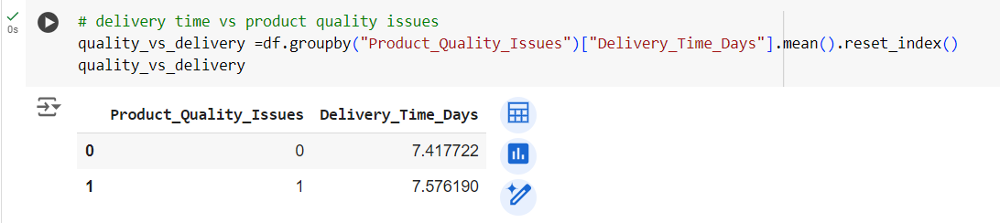 # delivery time vs product quality issues
0s
quality_vs_delivery =df.groupby("Product_Quality_Issues")["Delivery_Time_Days"].mean().reset_index()
quality_vs_delivery
Product_Quality_Issues Delivery_Time_Days
0 0 7.417722
1 1 7.576190